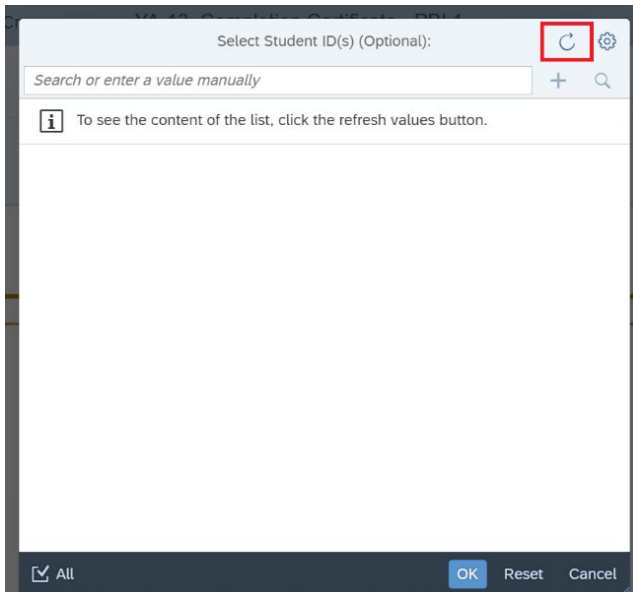 Select Student ID(s) (Optional):
Search or enter a value manually
To see the content of the list, click the refresh values button.
All
OK Reset Cancel